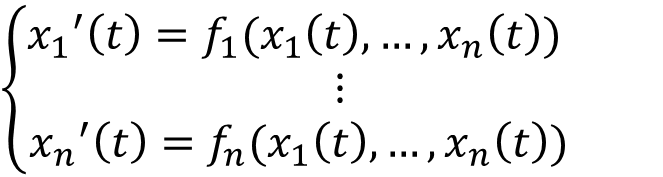 x₁′(t) = f₁(x₁(t), … , xₙ(t))
⋮
xₙ′(t) = fₙ(x₁(t), … , xₙ(t))